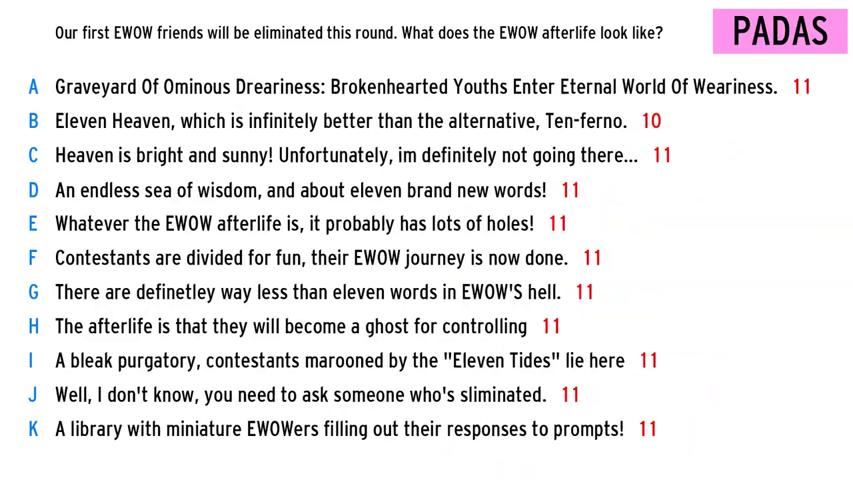 Our first EWOW friends will be eliminated this round. What does the EWOW afterlife look like?
PADAS
A Graveyard Of Ominous Dreariness: Brokenhearted Youths Enter Eternal World Of Weariness. 11
B Eleven Heaven, which is infinitely better than the alternative, Ten-ferno. 10
C Heaven is bright and sunny! Unfortunately, im definitely not going there... 11
D An endless sea of wisdom, and about eleven brand new words! 11
E Whatever the EWOW afterlife is, it probably has lots of holes! 11
F Contestants are divided for fun, their EWOW journey is now done. 11
G There are definetley way less than eleven words in EWOW'S hell. 11
H The afterlife is that they will become a ghost for controlling 11
I A bleak purgatory, contestants marooned by the "Eleven Tides" lie here 11
J Well, I don't know, you need to ask someone who's sliminated. 11
K A library with miniature EWOWers filling out their responses to prompts! 11